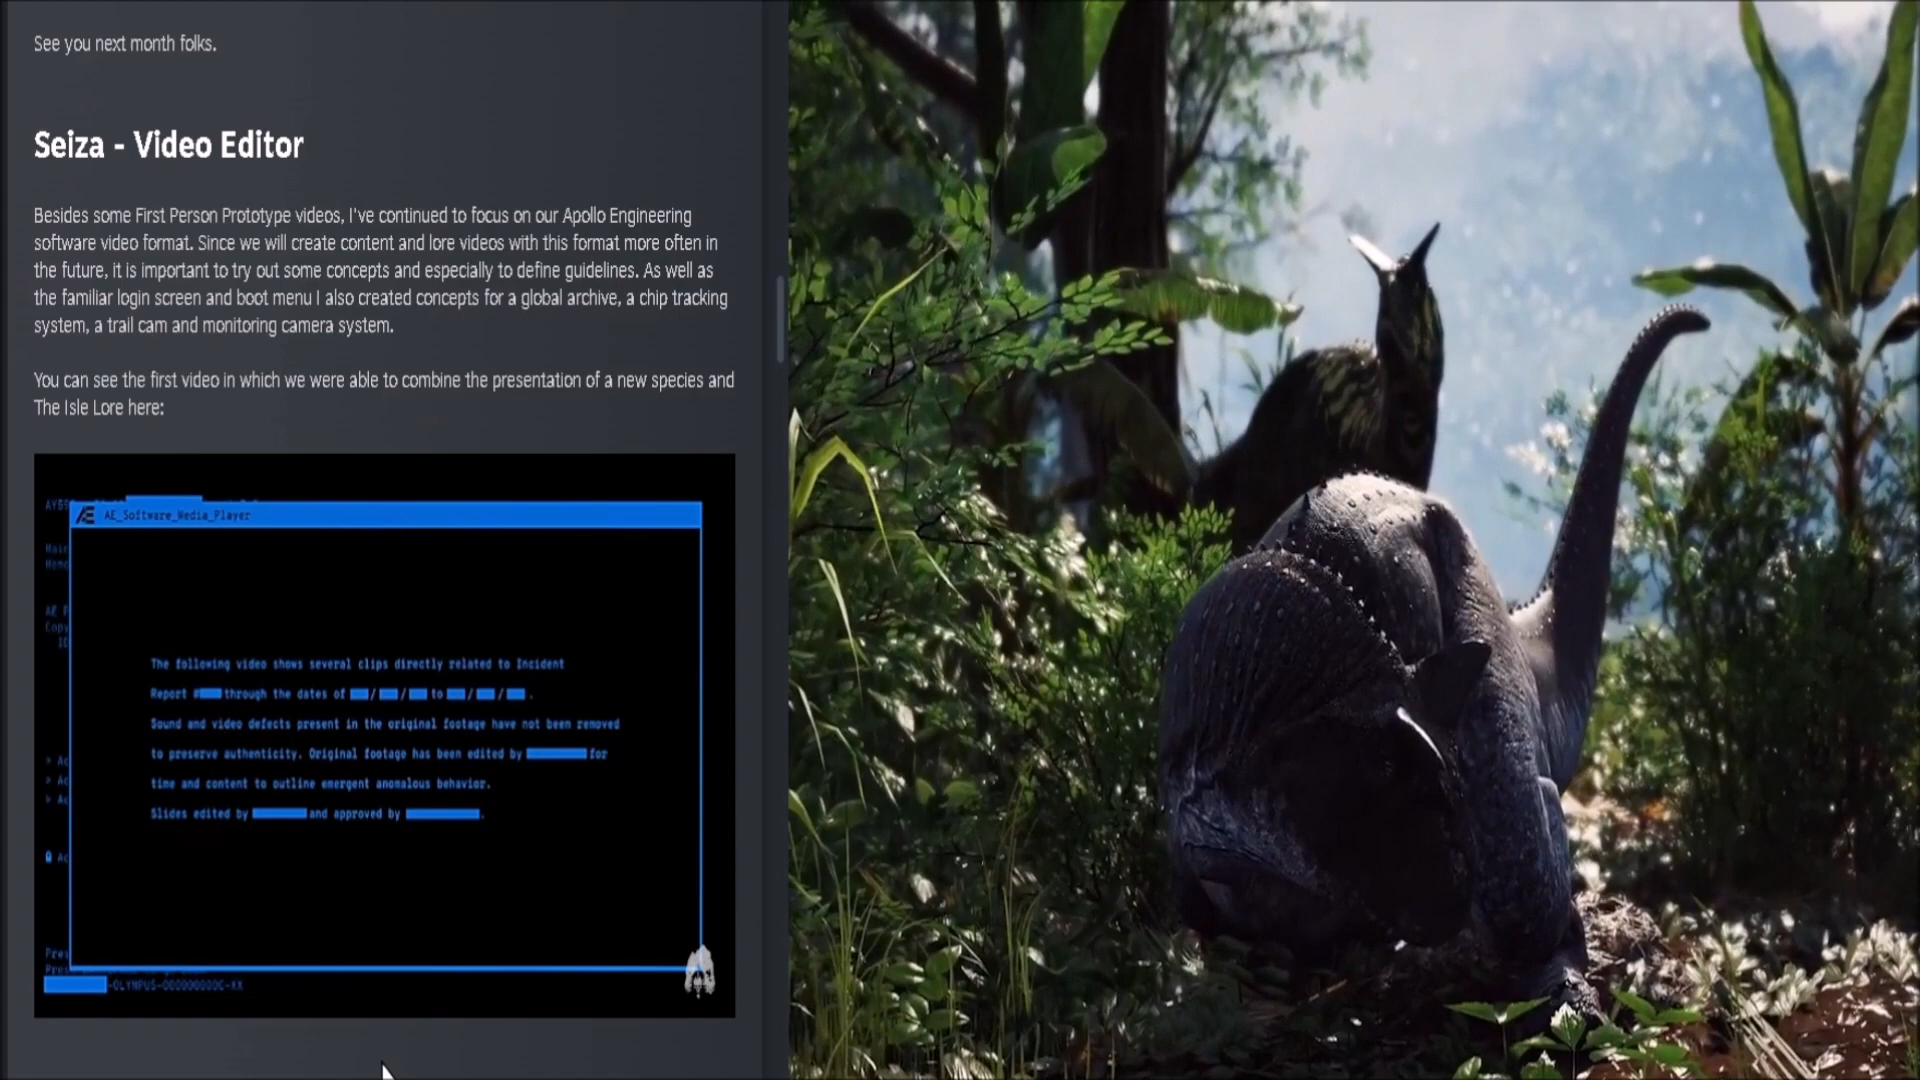 See you next month folks.
Seiza - Video Editor
Besides some First Person Prototype videos, I've continued to focus on our Apollo Engineering
software video format. Since we will create content and lore videos with this format more often in
the future, it is important to try out some concepts and especially to define guidelines. As well as
the familiar login screen and boot menu I also created concepts for a global archive, a chip tracking
system, a trail cam and monitoring camera system.
You can see the first video in which we were able to combine the presentation of a new species and
The Isle Lore here:
AE_Software_Media_Player
The following video shows several clips directly related to Incident
Report # through the dates of / / to / / .
Sound and video defects present in the original footage have not been removed
to preserve authenticity. Original footage has been edited by for
time and content to outline emergent anomalous behavior.
Slides edited by and approved by .